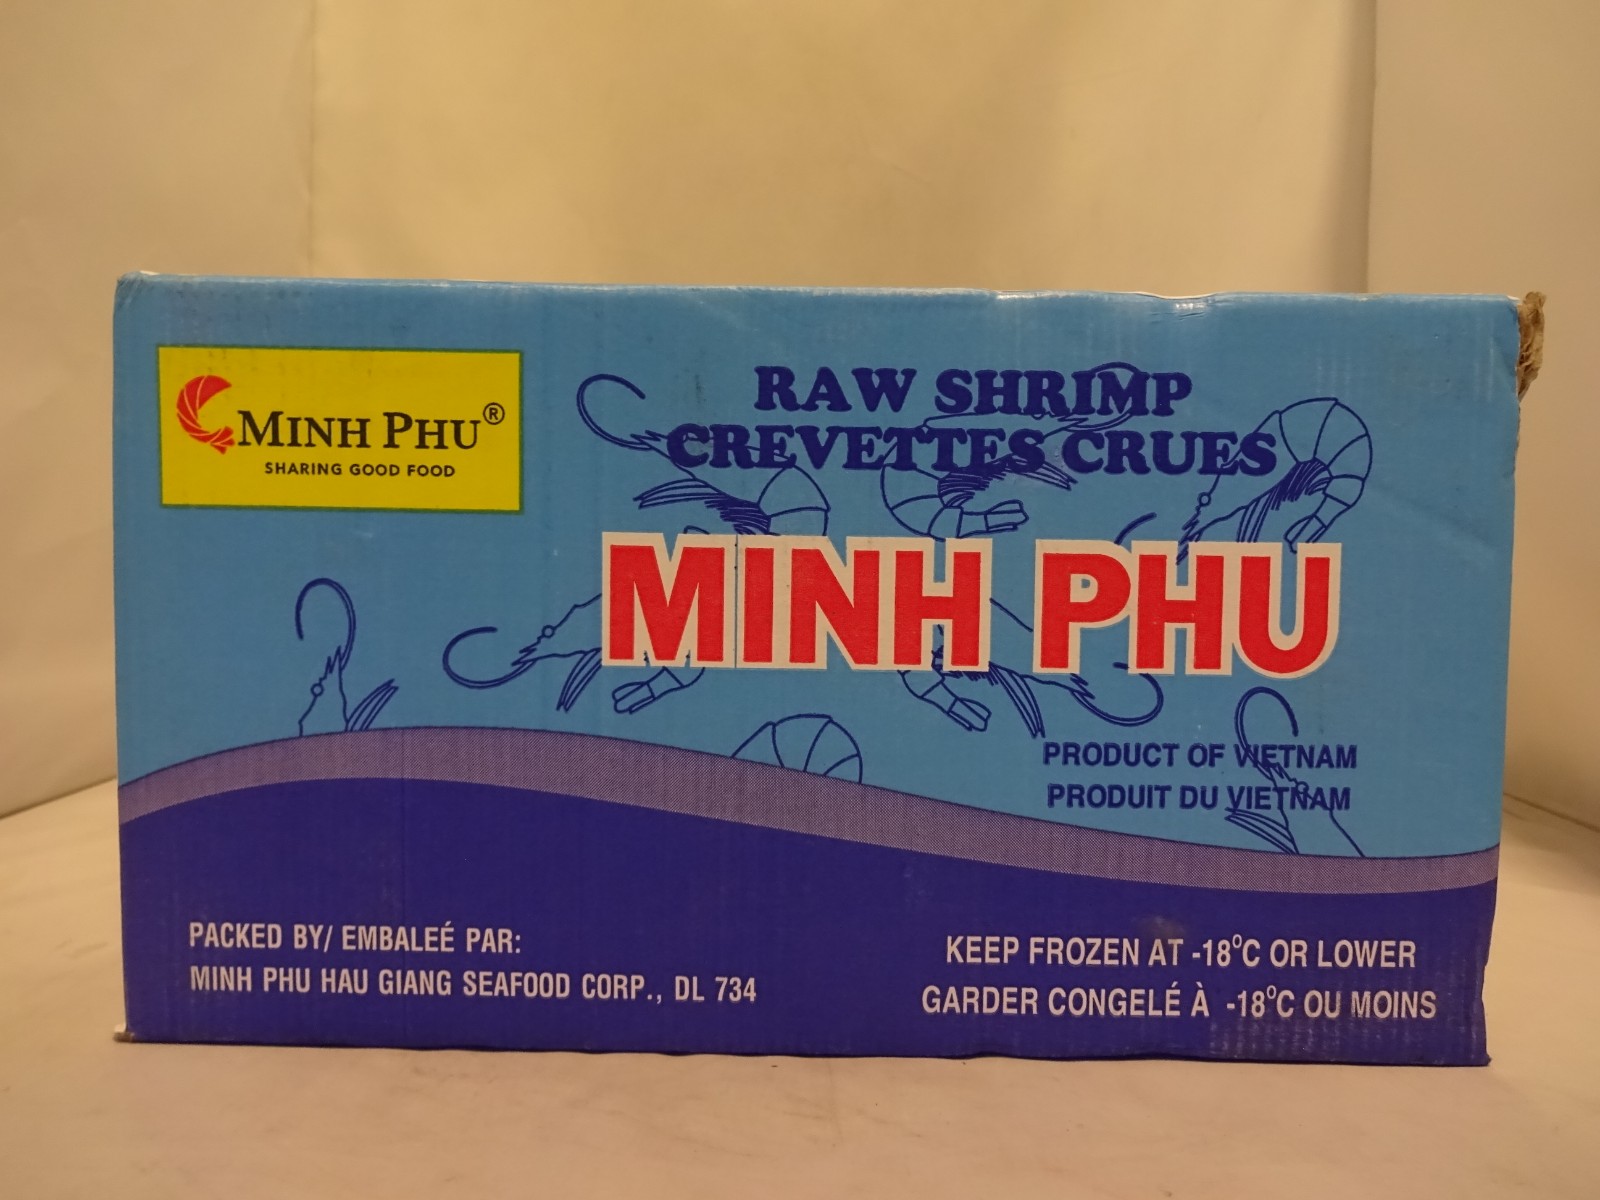 MINH PHU®
SHARING GOOD FOOD
RAW SHRIMP
CREVETTES CRUES
MINH PHU
PRODUCT OF VIETNAM
PRODUIT DU VIETNAM
PACKED BY/ EMBALEÉ PAR:
MINH PHU HAU GIANG SEAFOOD CORP., DL 734
KEEP FROZEN AT -18°C OR LOWER
GARDER CONGELÉ À -18°C OU MOINS